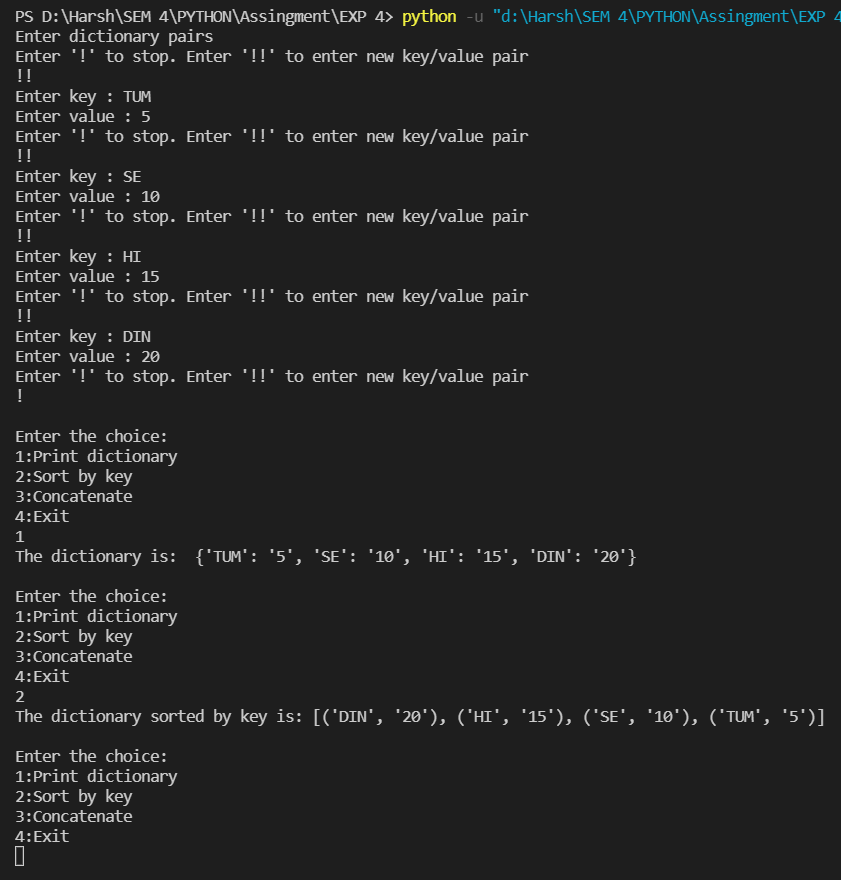 PS D:\Harsh\SEM 4\PYTHON\Assingment\EXP 4> python -u "d:\Harsh\SEM 4\PYTHON\Assingment\EXP 4
Enter dictionary pairs
Enter '!' to stop. Enter '!!' to enter new key/value pair
!!
Enter key : TUM
Enter value : 5
Enter '!' to stop. Enter '!!' to enter new key/value pair
!!
Enter key : SE
Enter value : 10
Enter '!' to stop. Enter '!!' to enter new key/value pair
!!
Enter key : HI
Enter value : 15
Enter '!' to stop. Enter '!!' to enter new key/value pair
!!
Enter key : DIN
Enter value : 20
Enter '!' to stop. Enter '!!' to enter new key/value pair
!
Enter the choice:
1:Print dictionary
2:Sort by key
3:Concatenate
4:Exit
1
The dictionary is:  {'TUM': '5', 'SE': '10', 'HI': '15', 'DIN': '20'}
Enter the choice:
1:Print dictionary
2:Sort by key
3:Concatenate
4:Exit
2
The dictionary sorted by key is: [('DIN', '20'), ('HI', '15'), ('SE', '10'), ('TUM', '5')]
Enter the choice:
1:Print dictionary
2:Sort by key
3:Concatenate
4:Exit